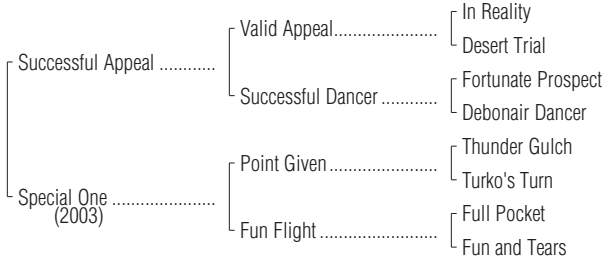 In Reality
Valid Appeal....................
Desert Trial
Successful Appeal ............
Fortunate Prospect
Successful Dancer............
Debonair Dancer
Thunder Gulch
Point Given.....................
Turko's Turn
Special One ......................
(2003)
Full Pocket
Fun Flight.......................
Fun and Tears